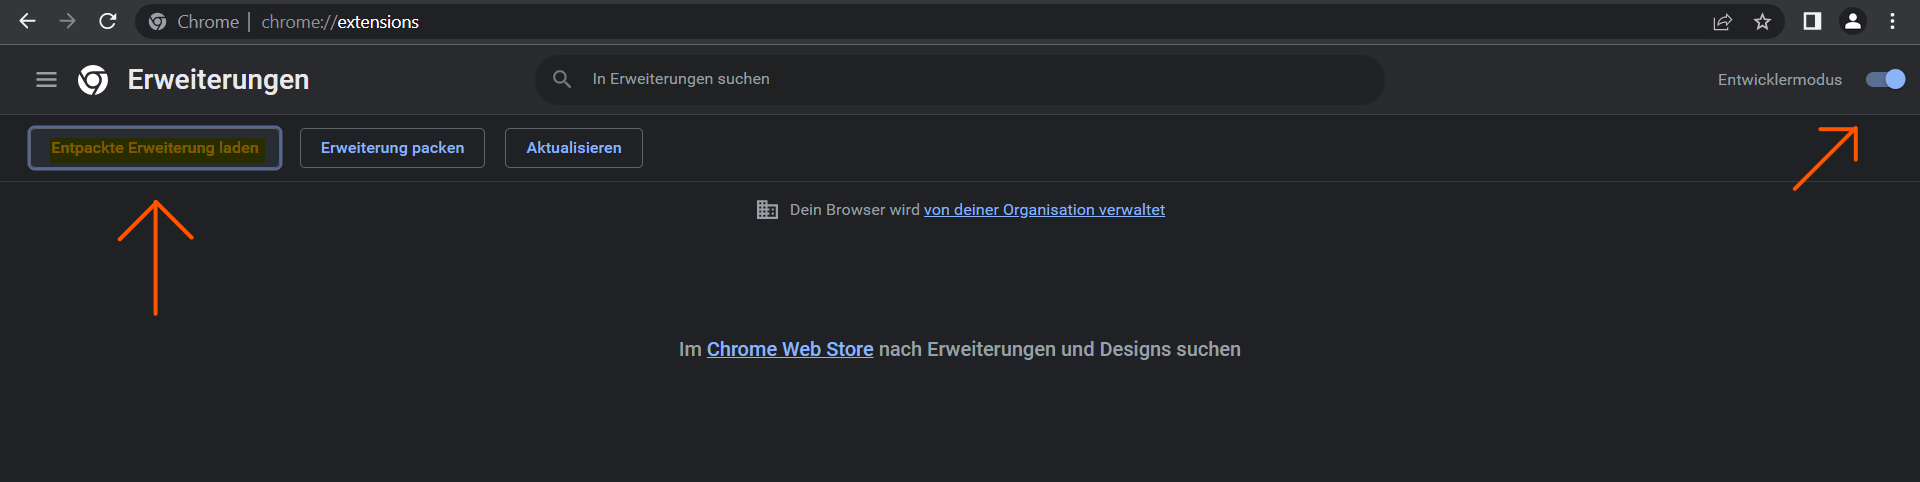 Chrome | chrome://extensions
Erweiterungen
In Erweiterungen suchen
Entwicklermodus
Entpackte Erweiterung laden
Erweiterung packen
Aktualisieren
Dein Browser wird von deiner Organisation verwaltet
Im Chrome Web Store nach Erweiterungen und Designs suchen